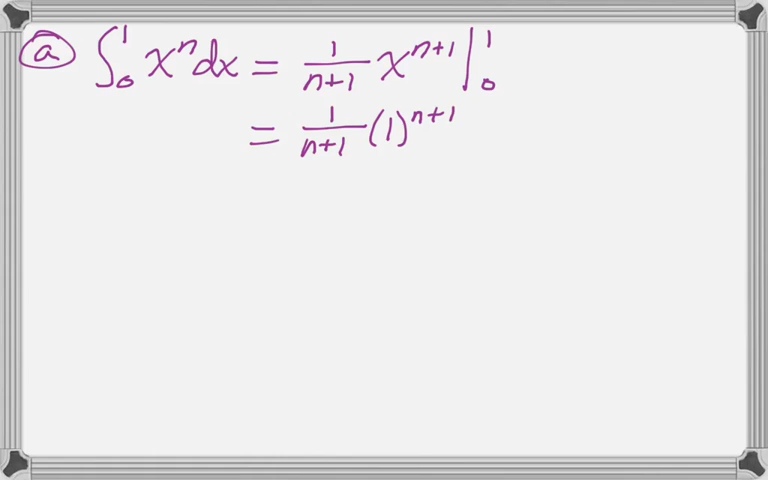 ⓐ ∫₀¹ xⁿ dx = 1/(n+1) xⁿ⁺¹ |₀¹
= 1/(n+1) (1)ⁿ⁺¹